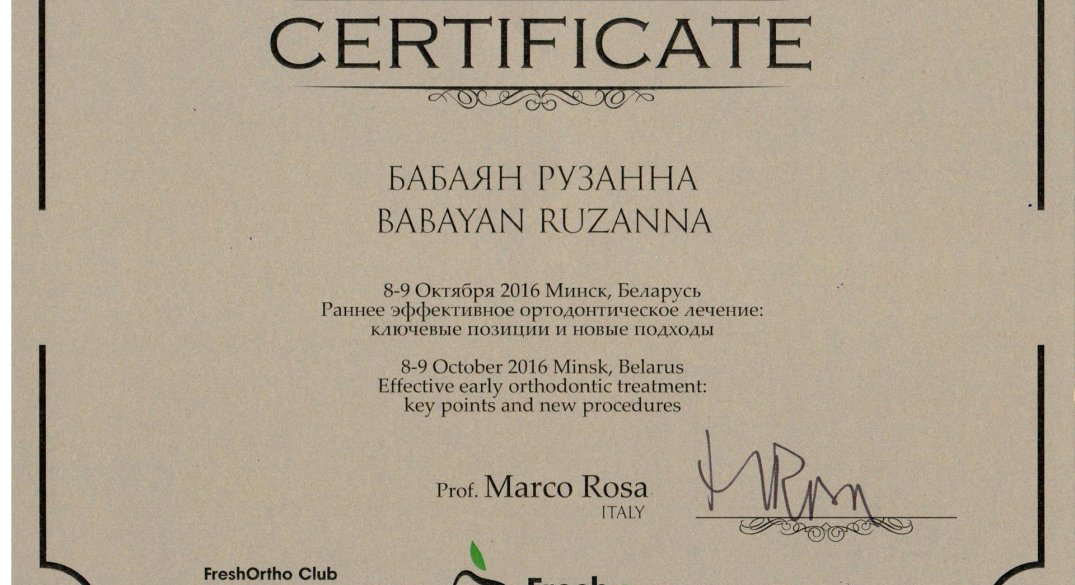 CERTIFICATE
БАБАЯН РУЗАННА
BABAYAN RUZANNA
8-9 Октября 2016 Минск, Беларусь
Раннее эффективное ортодонтическое лечение:
ключевые позиции и новые подходы
8-9 October 2016 Minsk, Belarus
Effective early orthodontic treatment:
key points and new procedures
Prof. Marco Rosa
ITALY
FreshOrtho Club
Fresh